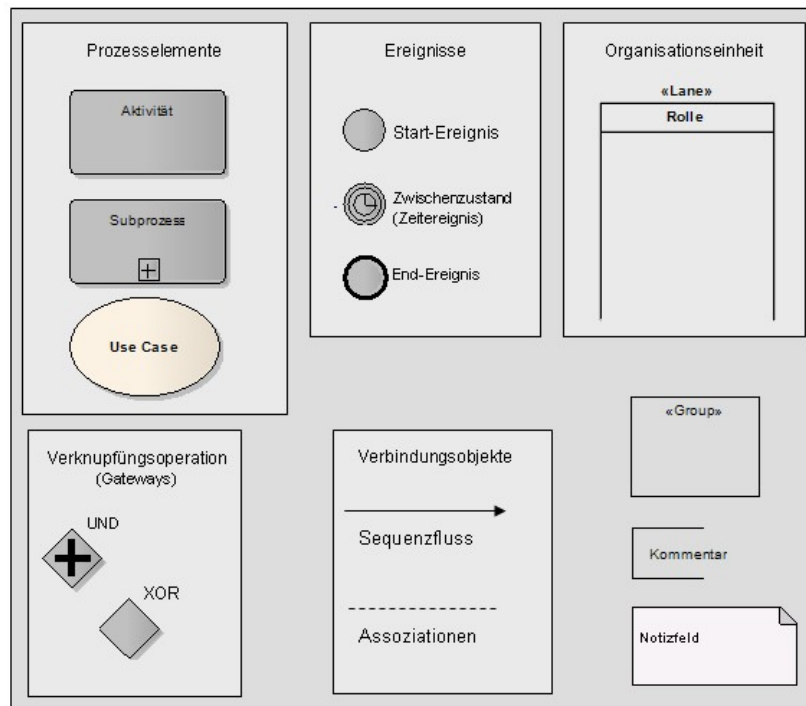 Prozesselemente
Aktivität
Subprozess
Use Case
Ereignisse
Start-Ereignis
Zwischenzustand
(Zeitereignis)
End-Ereignis
Organisationseinheit
«Lane»
Rolle
Verknüpfungsoperation
(Gateways)
UND
XOR
Verbindungsobjekte
Sequenzfluss
Assoziationen
«Group»
Kommentar
Notizfeld